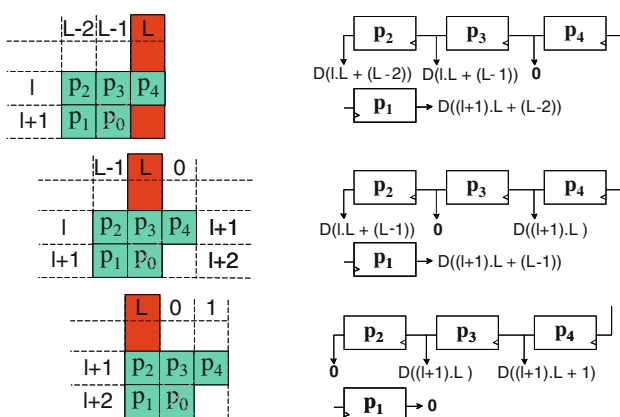 L-2 L-1 L
l p₂ p₃ p₄
l+1 p₁ p₀
p₂ p₃ p₄
D(l.L + (L-2)) D(l.L + (L-1)) 0
p₁ D((l+1).L + (L-2))
L-1 L 0
l p₂ p₃ p₄ l+1
l+1 p₁ p₀ l+2
p₂ p₃ p₄
D(l.L + (L-1)) 0 D((l+1).L )
p₁ D((l+1).L + (L-1))
L 0 1
l+1 p₂ p₃ p₄
l+2 p₁ p₀
p₂ p₃ p₄
0 D((l+1).L ) D((l+1).L + 1)
p₁ 0